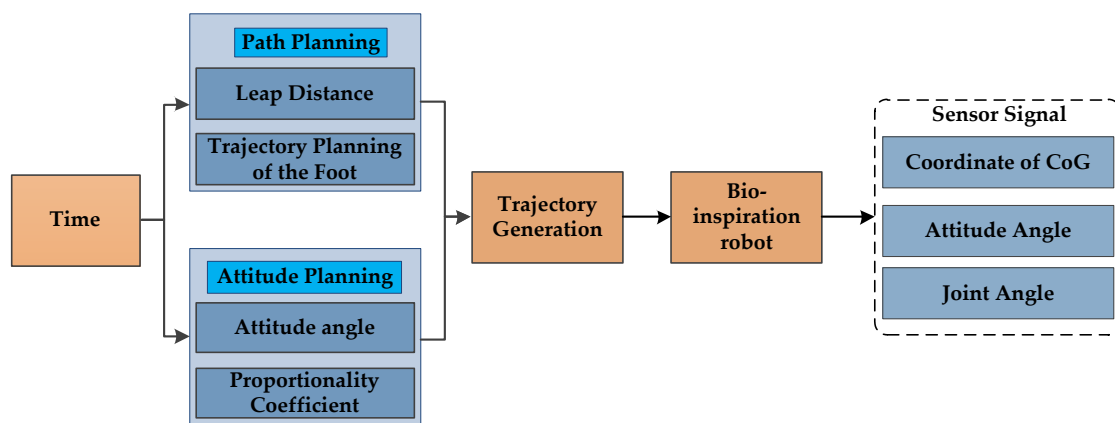 Time
Path Planning
Leap Distance
Trajectory Planning
of the Foot
Attitude Planning
Attitude angle
Proportionality
Coefficient
Trajectory
Generation
Bio-
inspiration
robot
Sensor Signal
Coordinate of CoG
Attitude Angle
Joint Angle